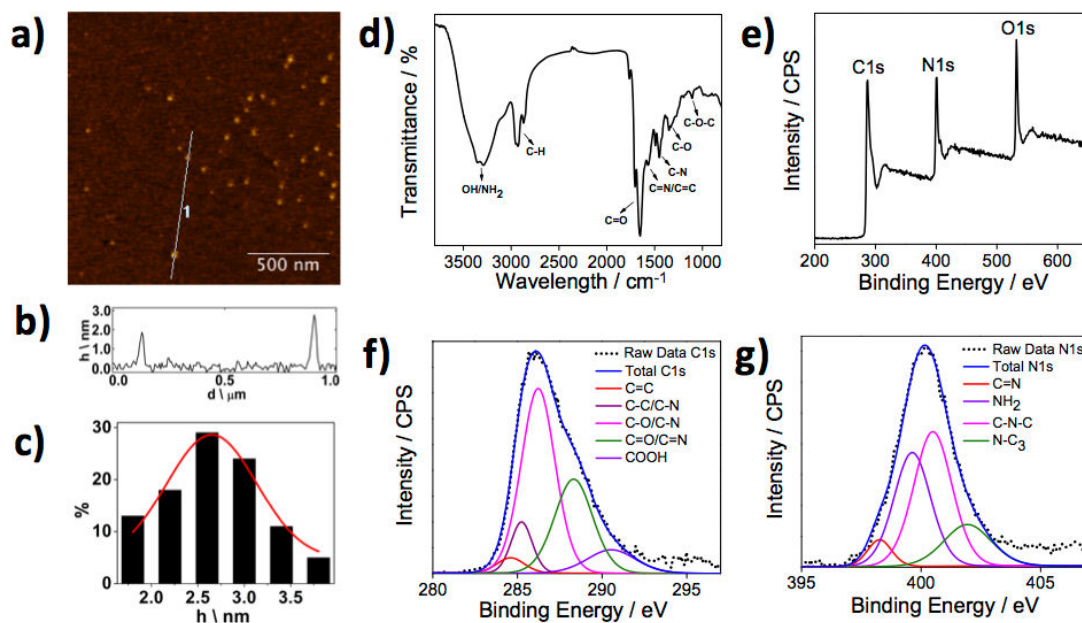 a)
1
500 nm
b)
h \ nm
3.0
2.0
1.0
0.0
0.0
0.5
1.0
d \ μm
c)
%
30
20
10
0
2.0
2.5
3.0
3.5
h \ nm
d)
Transmittance / %
OH/NH2
C-H
C=O
C=N/C=C
C-N
C-O
C-O-C
3500 3000 2500 2000 1500 1000
Wavelength / cm-1
e)
Intensity / CPS
C1s
N1s
O1s
200 300 400 500 600
Binding Energy / eV
f)
Intensity / CPS
Raw Data C1s
Total C1s
C=C
C-C/C-N
C-O/C-N
C=O/C=N
COOH
280 285 290 295
Binding Energy / eV
g)
Intensity / CPS
Raw Data N1s
Total N1s
C=N
NH2
C-N-C
N-C3
395 400 405
Binding Energy / eV